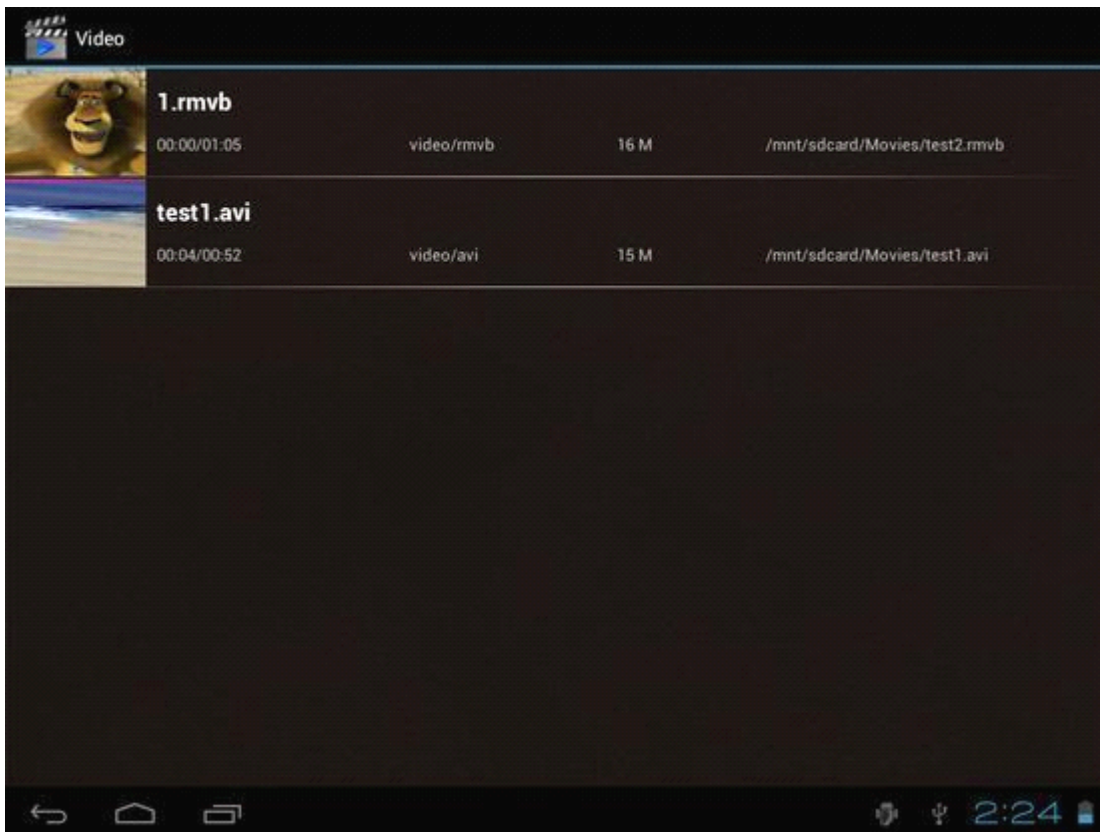 Video
1.rmvb
00:00/01:05 video/rmvb 16 M /mnt/sdcard/Movies/test2.rmvb
test1.avi
00:04/00:52 video/avi 15 M /mnt/sdcard/Movies/test1.avi
2:24